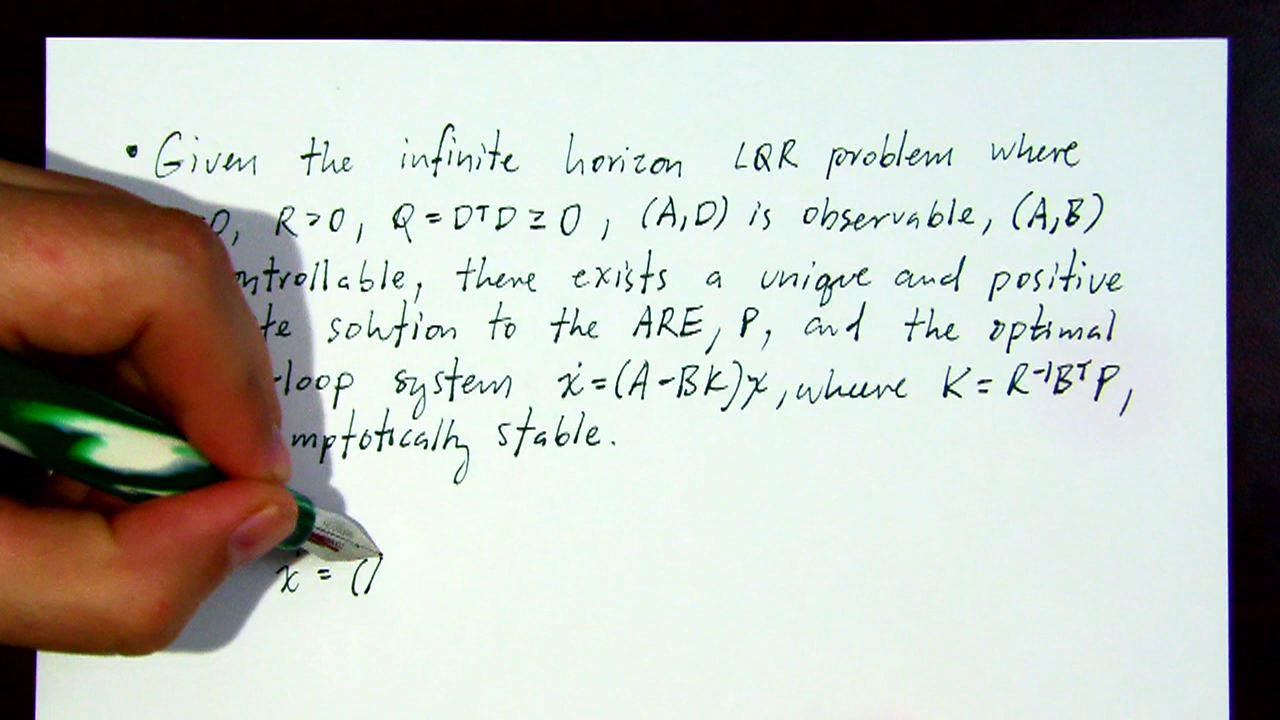 • Given the infinite horizon LQR problem where
0, R>0, Q = DᵀD ≥ 0, (A,D) is observable, (A,B)
ntrollable, there exists a unique and positive
te solution to the ARE, P, and the optimal
-loop system ẋ=(A-BK)x, where K = R⁻¹BᵀP,
mptotically stable.
ẋ = (